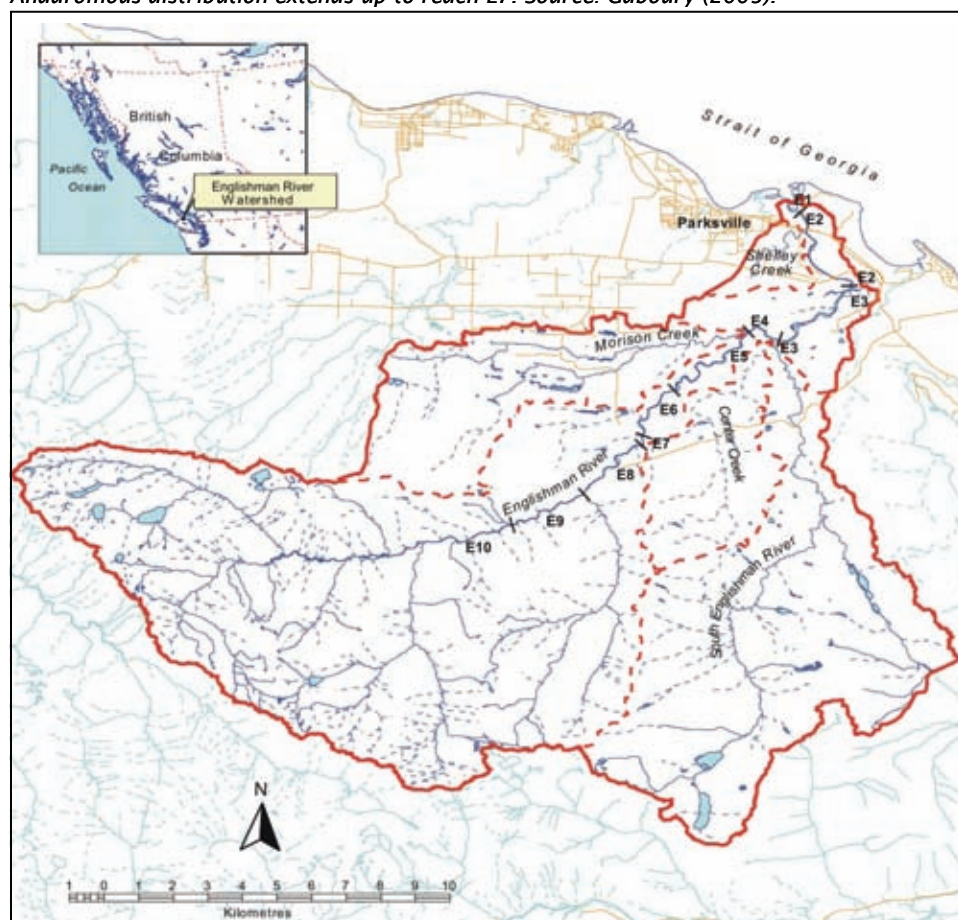 Anadromous distribution extends up to reach E7. Source: Gaboury (2005).
British
Columbia
Pacific
Ocean
Englishman River
Watershed
Strait of Georgia
E1
E2
Parksville
Shelley
Creek
E2
E3
E4
Morison Creek
E3
E5
E6
Center Creek
E7
Englishman River
E8
E9
E10
South Englishman River
N
1 0 1 2 3 4 5 6 7 8 9 10
Kilometres